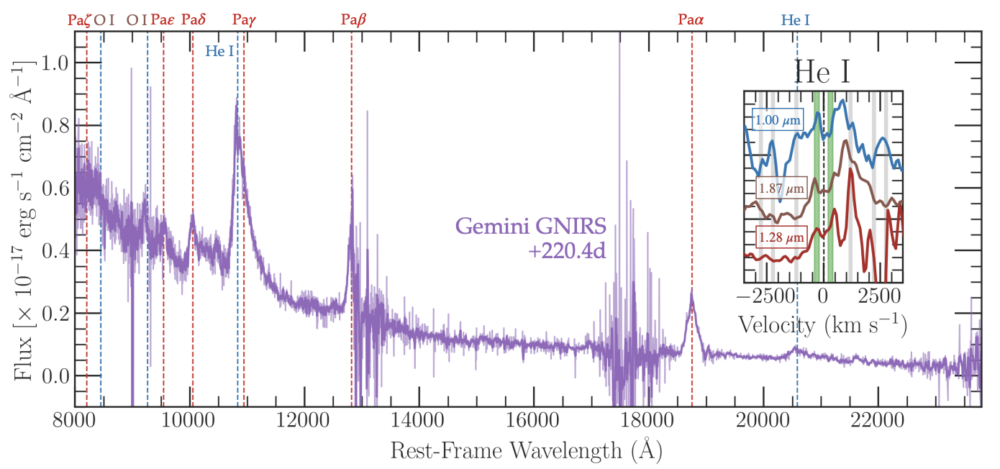 Paζ O I O I Paε Paδ Paγ Paβ Paα He I
He I
1.0
0.8
0.6
0.4
0.2
0.0
Flux [× 10⁻¹⁷ erg s⁻¹ cm⁻² Å⁻¹]
Gemini GNIRS
+220.4d
He I
1.00 μm
1.87 μm
1.28 μm
−2500 0 2500
Velocity (km s⁻¹)
8000 10000 12000 14000 16000 18000 20000 22000
Rest-Frame Wavelength (Å)